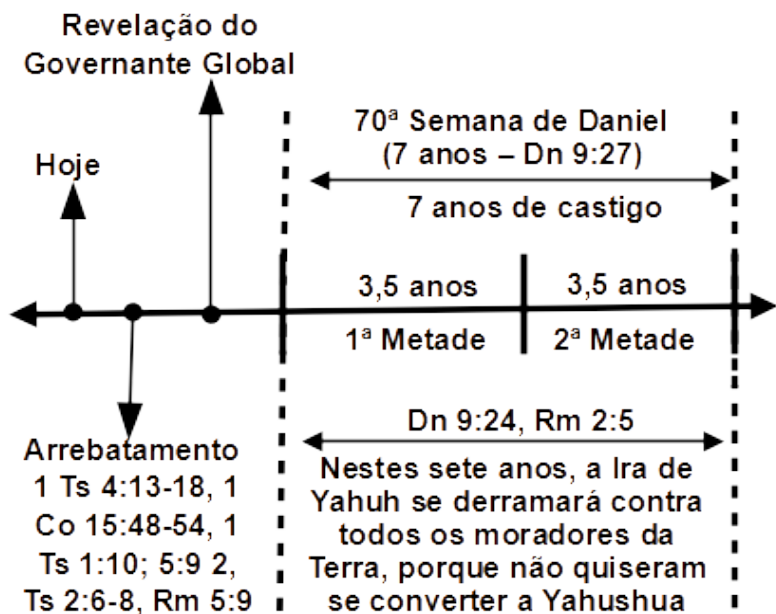 Revelação do
Governante Global
Hoje
70ª Semana de Daniel
(7 anos – Dn 9:27)
7 anos de castigo
3,5 anos
3,5 anos
1ª Metade
2ª Metade
Arrebatamento
1 Ts 4:13-18, 1
Co 15:48-54, 1
Ts 1:10; 5:9 2,
Ts 2:6-8, Rm 5:9
Dn 9:24, Rm 2:5
Nestes sete anos, a Ira de
Yahuh se derramará contra
todos os moradores da
Terra, porque não quiseram
se converter a Yahushua